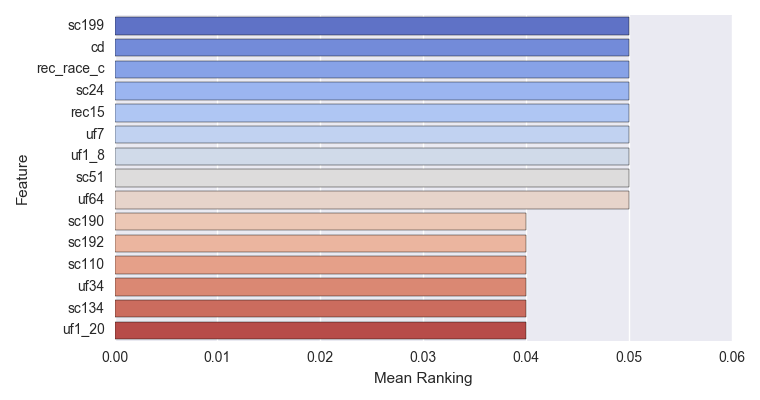 sc199
cd
rec_race_c
sc24
rec15
uf7
uf1_8
sc51
uf64
sc190
sc192
sc110
uf34
sc134
uf1_20
Feature
0.00 0.01 0.02 0.03 0.04 0.05 0.06
Mean Ranking